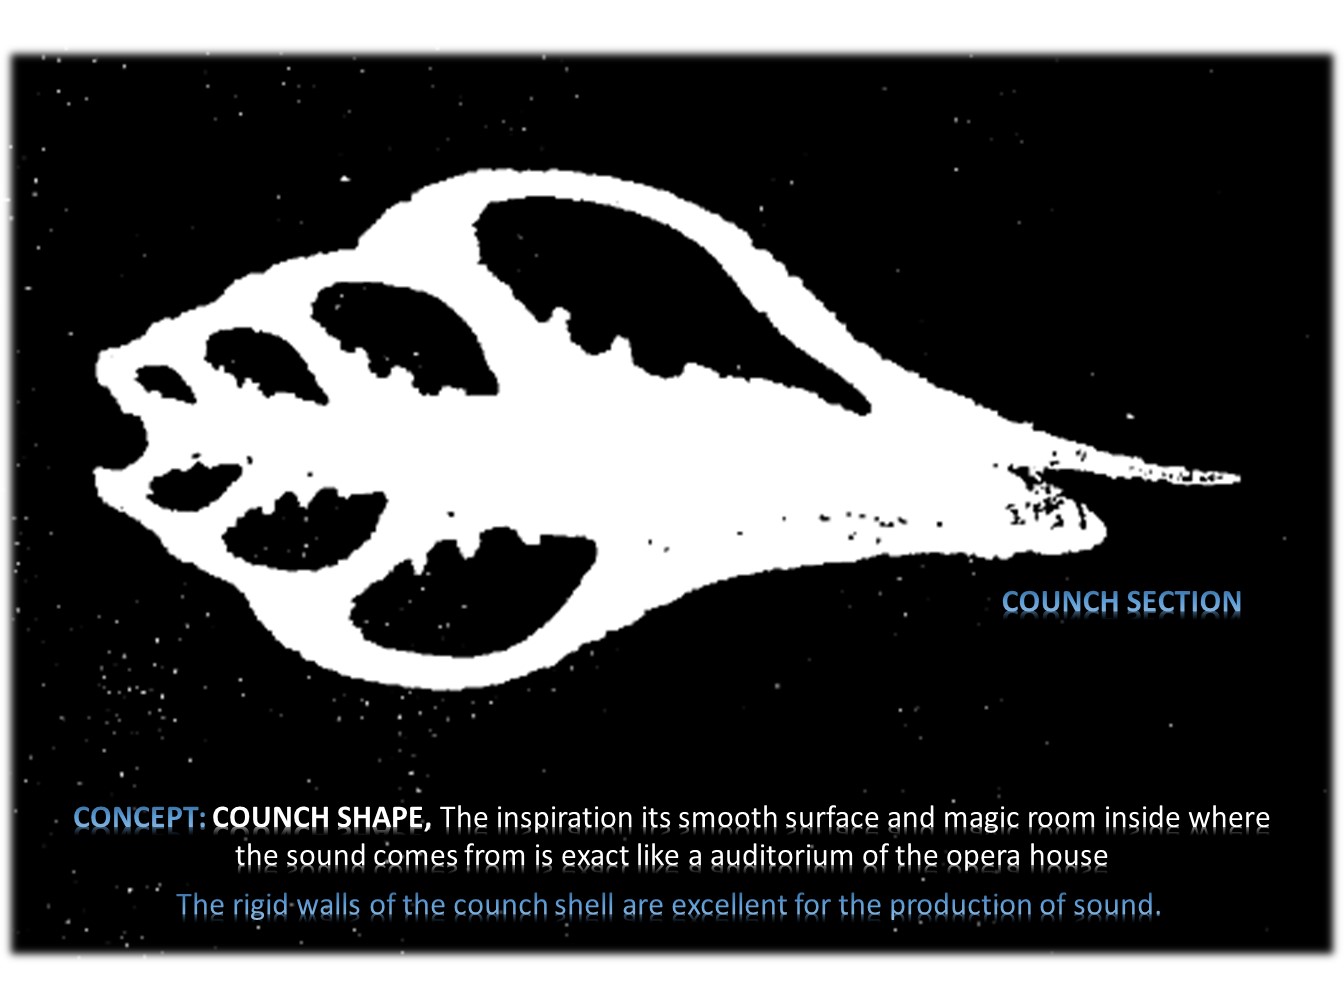 COUNCH SECTION
CONCEPT: COUNCH SHAPE, The inspiration its smooth surface and magic room inside where
the sound comes from is exact like a auditorium of the opera house
The rigid walls of the counch shell are excellent for the production of sound.